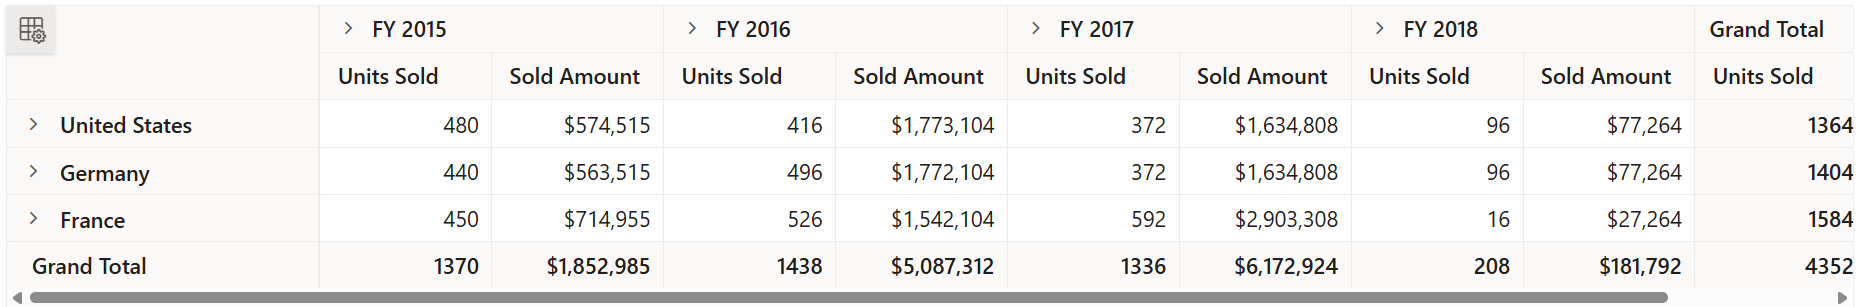 FY 2015 FY 2016 FY 2017 FY 2018 Grand Total
Units Sold Sold Amount Units Sold Sold Amount Units Sold Sold Amount Units Sold Sold Amount Units Sold
United States 480 $574,515 416 $1,773,104 372 $1,634,808 96 $77,264 1364
Germany 440 $563,515 496 $1,772,104 372 $1,634,808 96 $77,264 1404
France 450 $714,955 526 $1,542,104 592 $2,903,308 16 $27,264 1584
Grand Total 1370 $1,852,985 1438 $5,087,312 1336 $6,172,924 208 $181,792 4352